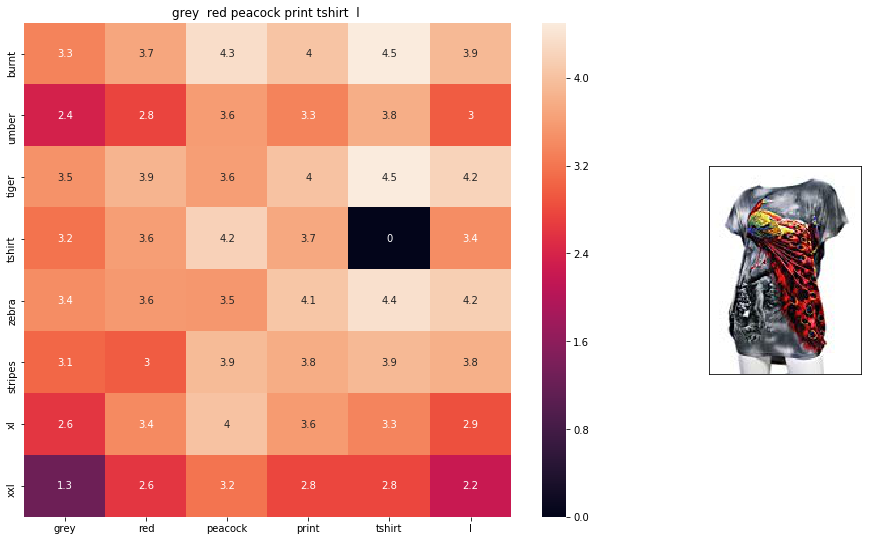 grey  red peacock print tshirt  l
burnt 3.3 3.7 4.3 4 4.5 3.9
umber 2.4 2.8 3.6 3.3 3.8 3
tiger 3.5 3.9 3.6 4 4.5 4.2
tshirt 3.2 3.6 4.2 3.7 0 3.4
zebra 3.4 3.6 3.5 4.1 4.4 4.2
stripes 3.1 3 3.9 3.8 3.9 3.8
xl 2.6 3.4 4 3.6 3.3 2.9
xxl 1.3 2.6 3.2 2.8 2.8 2.2
grey red peacock print tshirt l
4.0
3.2
2.4
1.6
0.8
0.0